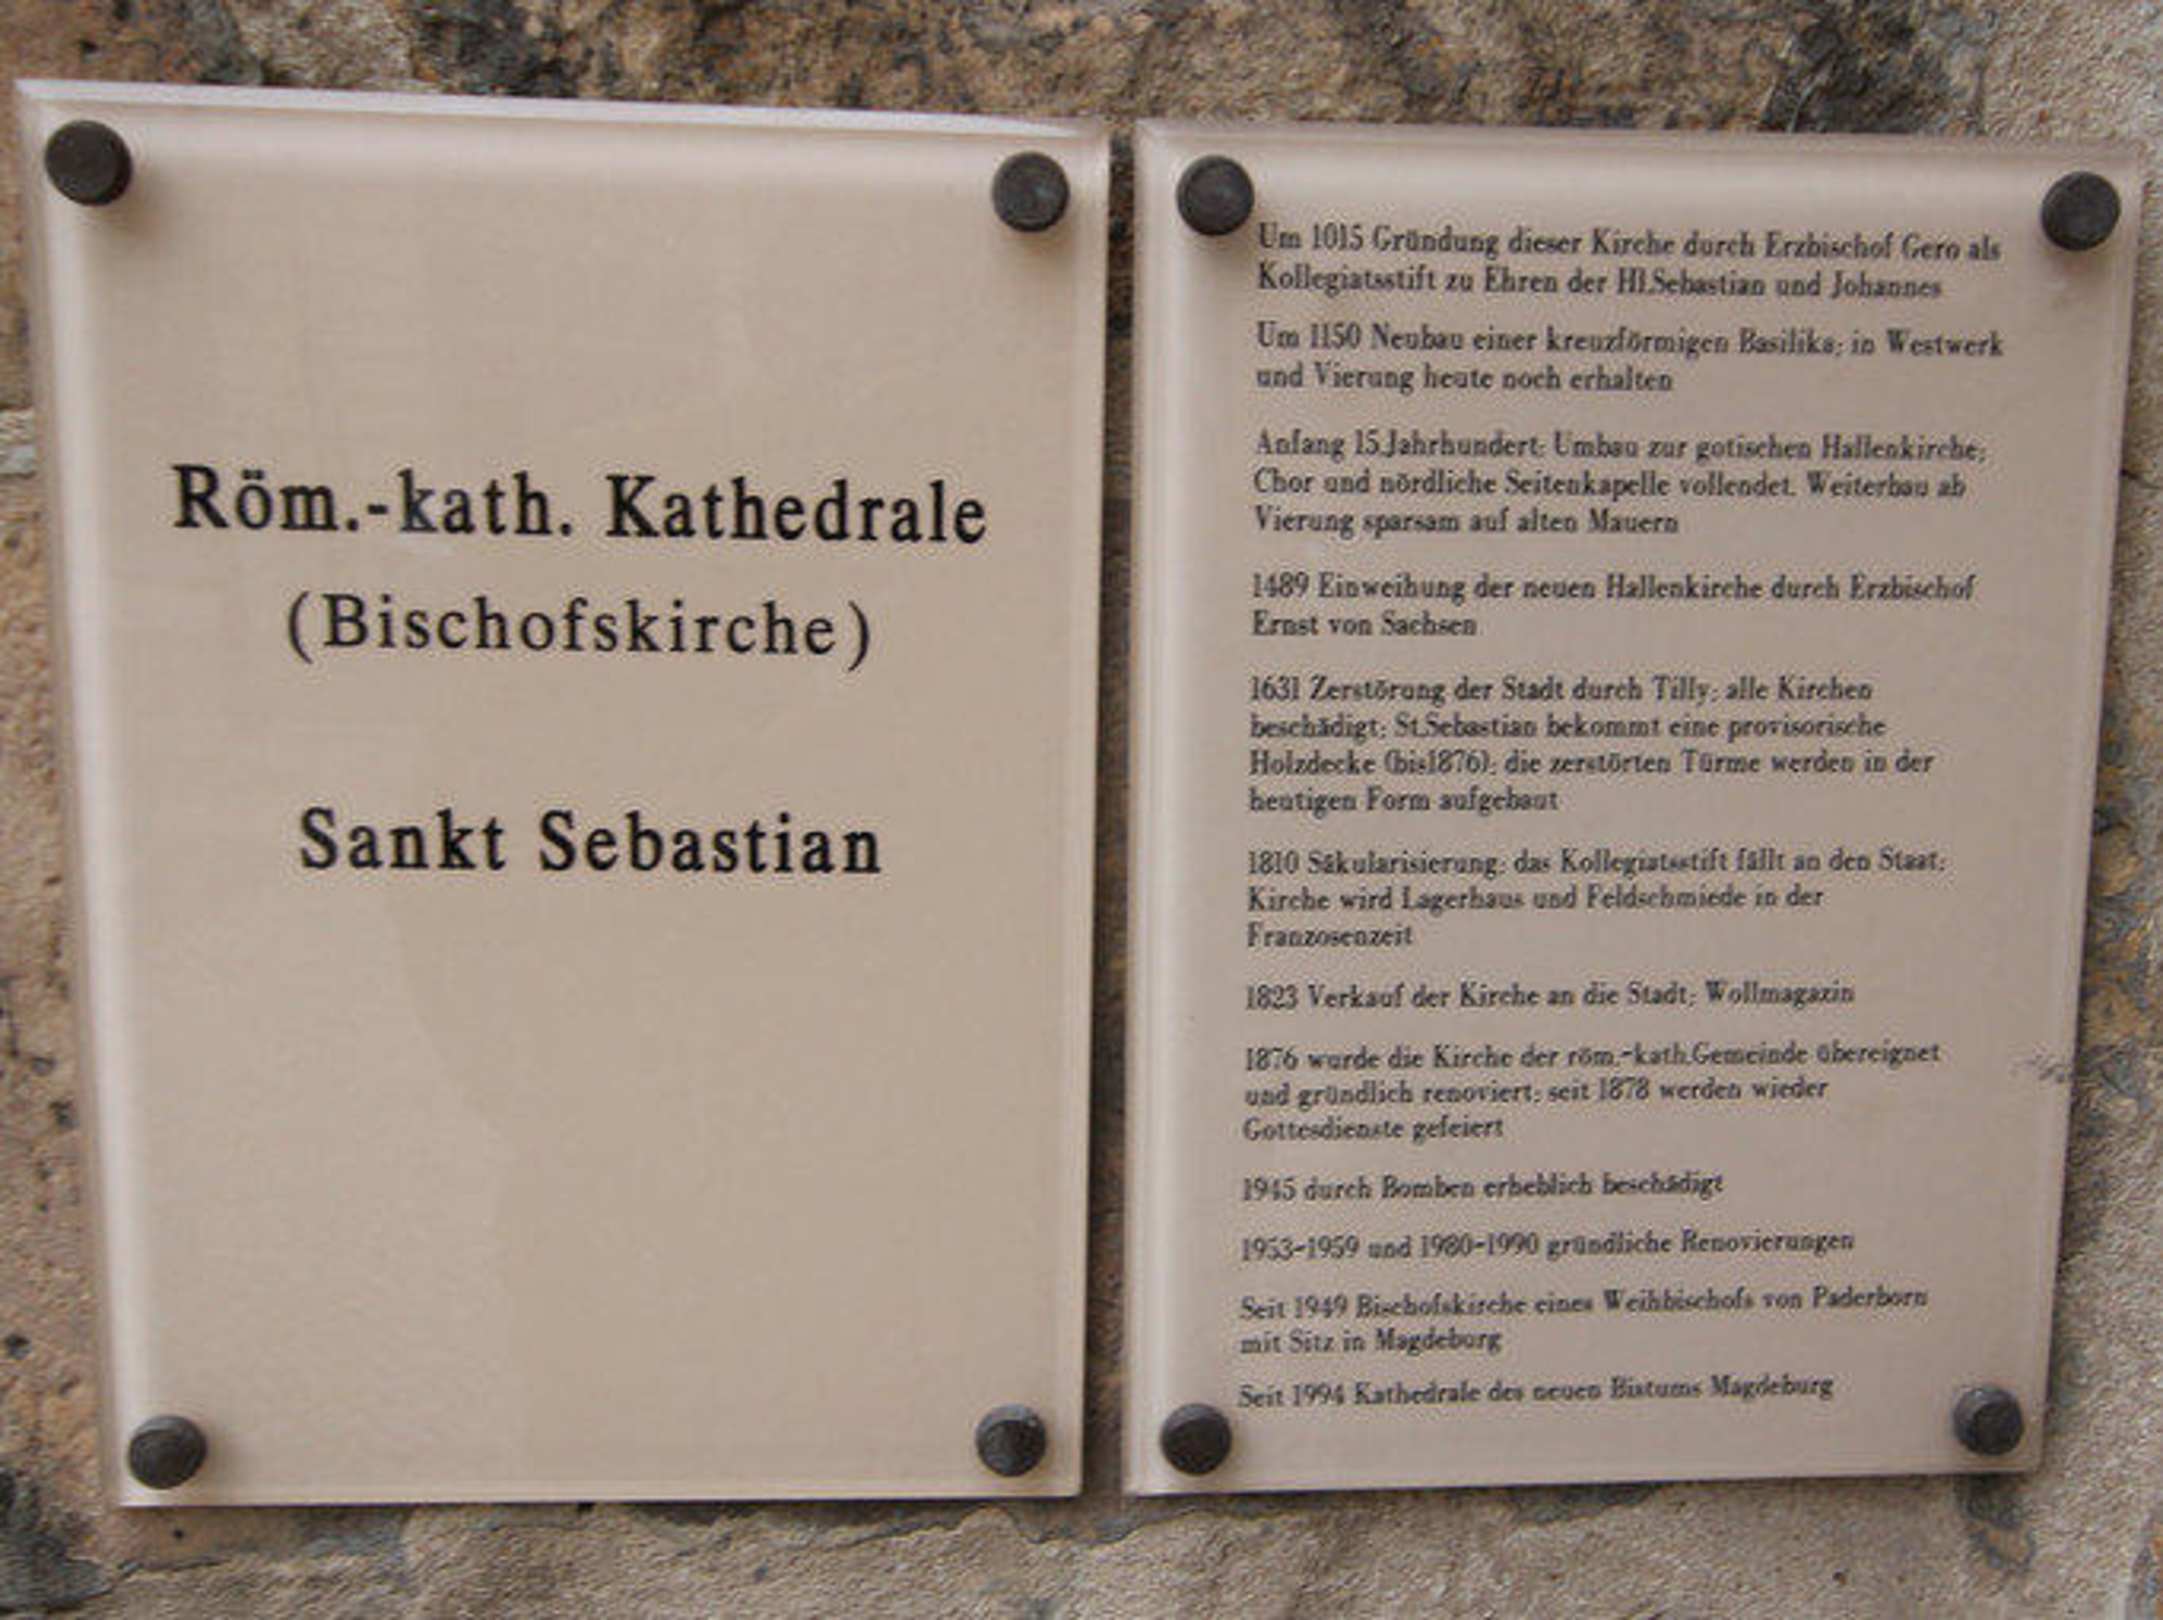 Röm.-kath. Kathedrale
(Bischofskirche)
Sankt Sebastian
Um 1015 Gründung dieser Kirche durch Erzbischof Gero als
Kollegiatsstift zu Ehren der Hl.Sebastian und Johannes
Um 1150 Neubau einer kreuzförmigen Basilika; in Westwerk
und Vierung heute noch erhalten
Anfang 15.Jahrhundert: Umbau zur gotischen Hallenkirche;
Chor und nördliche Seitenkapelle vollendet. Weiterbau ab
Vierung sparsam auf alten Mauern
1489 Einweihung der neuen Hallenkirche durch Erzbischof
Ernst von Sachsen
1631 Zerstörung der Stadt durch Tilly; alle Kirchen
beschädigt; St.Sebastian bekommt eine provisorische
Holzdecke (bis1876); die zerstörten Türme werden in der
heutigen Form aufgebaut
1810 Säkularisierung; das Kollegiatsstift fällt an den Staat;
Kirche wird Lagerhaus und Feldschmiede in der
Franzosenzeit
1823 Verkauf der Kirche an die Stadt; Wollmagazin
1876 wurde die Kirche der röm.-kath.Gemeinde übereignet
und gründlich renoviert; seit 1878 werden wieder
Gottesdienste gefeiert
1945 durch Bomben erheblich beschädigt
1953-1959 und 1980-1990 gründliche Renovierungen
Seit 1949 Bischofskirche eines Weihbischofs von Paderborn
mit Sitz in Magdeburg
Seit 1994 Kathedrale des neuen Bistums Magdeburg